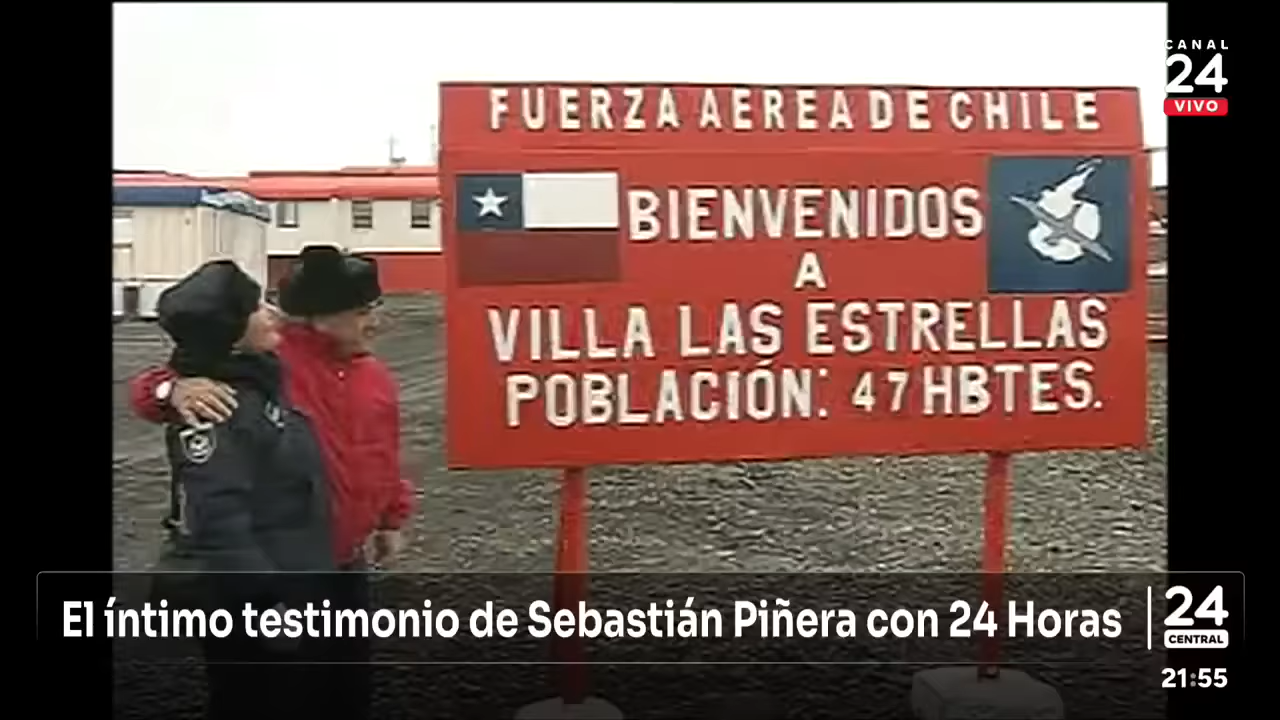 CANAL
24
VIVO
FUERZA AEREA DE CHILE
BIENVENIDOS
A
VILLA LAS ESTRELLAS
POBLACIÓN: 47 HBTES.
El íntimo testimonio de Sebastián Piñera con 24 Horas
24
CENTRAL
21:55